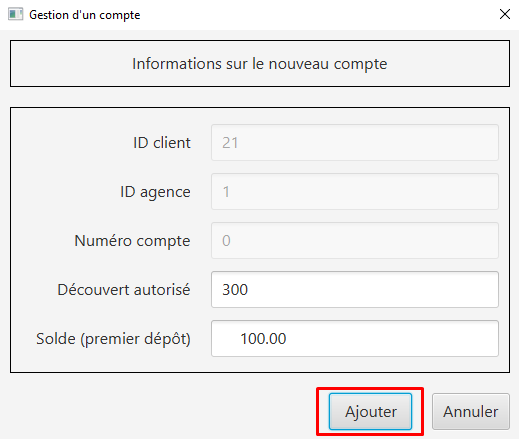 Gestion d'un compte
Informations sur le nouveau compte
ID client 21
ID agence 1
Numéro compte 0
Découvert autorisé 300
Solde (premier dépôt) 100.00
Ajouter Annuler